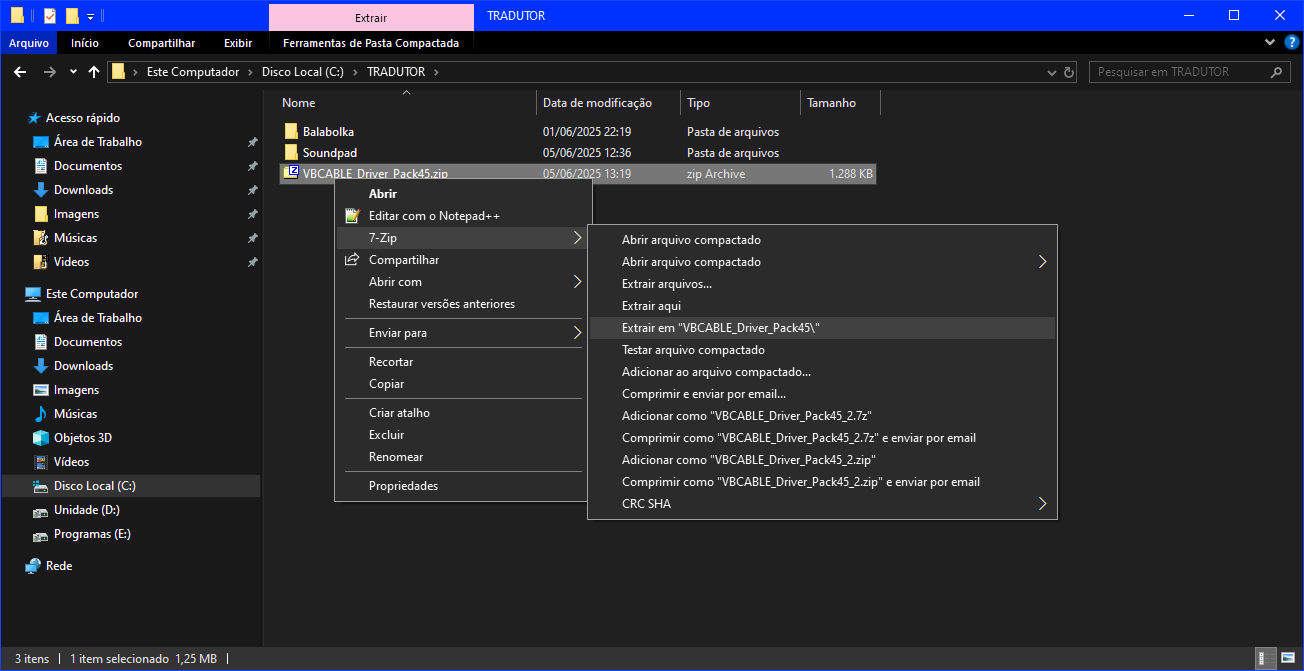 Extrair
TRADUTOR
Arquivo
Início
Compartilhar
Exibir
Ferramentas de Pasta Compactada
?
Este Computador
Disco Local (C:)
TRADUTOR
Pesquisar em TRADUTOR
Nome
Data de modificação
Tipo
Tamanho
Balabolka
01/06/2025 22:19
Pasta de arquivos
Soundpad
05/06/2025 12:36
Pasta de arquivos
VBCABLE_Driver_Pack45.zip
05/06/2025 13:19
zip Archive
1.288 KB
Acesso rápido
Área de Trabalho
Documentos
Downloads
Imagens
Músicas
Videos
Este Computador
Área de Trabalho
Documentos
Downloads
Imagens
Músicas
Objetos 3D
Vídeos
Disco Local (C:)
Unidade (D:)
Programas (E:)
Rede
Abrir
Editar com o Notepad++
7-Zip
Compartilhar
Abrir com
Restaurar versões anteriores
Enviar para
Recortar
Copiar
Criar atalho
Excluir
Renomear
Propriedades
Abrir arquivo compactado
Abrir arquivo compactado
Extrair arquivos...
Extrair aqui
Extrair em "VBCABLE_Driver_Pack45\"
Testar arquivo compactado
Adicionar ao arquivo compactado...
Comprimir e enviar por email...
Adicionar como "VBCABLE_Driver_Pack45_2.7z"
Comprimir como "VBCABLE_Driver_Pack45_2.7z" e enviar por email
Adicionar como "VBCABLE_Driver_Pack45_2.zip"
Comprimir como "VBCABLE_Driver_Pack45_2.zip" e enviar por email
CRC SHA
3 itens
1 item selecionado 1,25 MB